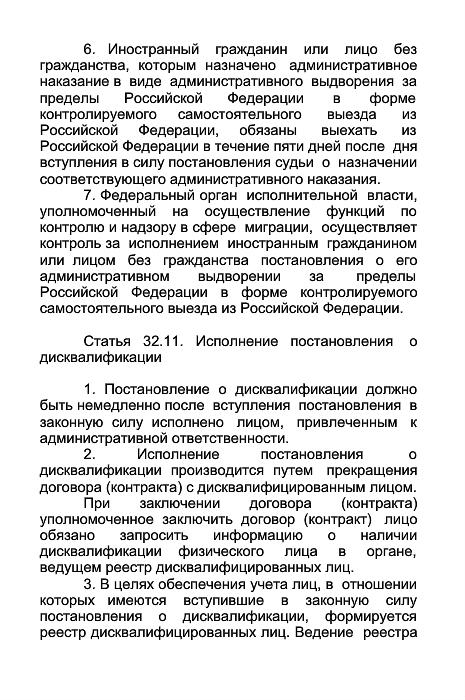 6. Иностранный гражданин или лицо без
гражданства, которым назначено административное
наказание в виде административного выдворения за
пределы Российской Федерации в форме
контролируемого самостоятельного выезда из
Российской Федерации, обязаны выехать из
Российской Федерации в течение пяти дней после дня
вступления в силу постановления судьи о назначении
соответствующего административного наказания.
7. Федеральный орган исполнительной власти,
уполномоченный на осуществление функций по
контролю и надзору в сфере миграции, осуществляет
контроль за исполнением иностранным гражданином
или лицом без гражданства постановления о его
административном выдворении за пределы
Российской Федерации в форме контролируемого
самостоятельного выезда из Российской Федерации.
Статья 32.11. Исполнение постановления о
дисквалификации
1. Постановление о дисквалификации должно
быть немедленно после вступления постановления в
законную силу исполнено лицом, привлеченным к
административной ответственности.
2. Исполнение постановления о
дисквалификации производится путем прекращения
договора (контракта) с дисквалифицированным лицом.
При заключении договора (контракта)
уполномоченное заключить договор (контракт) лицо
обязано запросить информацию о наличии
дисквалификации физического лица в органе,
ведущем реестр дисквалифицированных лиц.
3. В целях обеспечения учета лиц, в отношении
которых имеются вступившие в законную силу
постановления о дисквалификации, формируется
реестр дисквалифицированных лиц. Ведение реестра